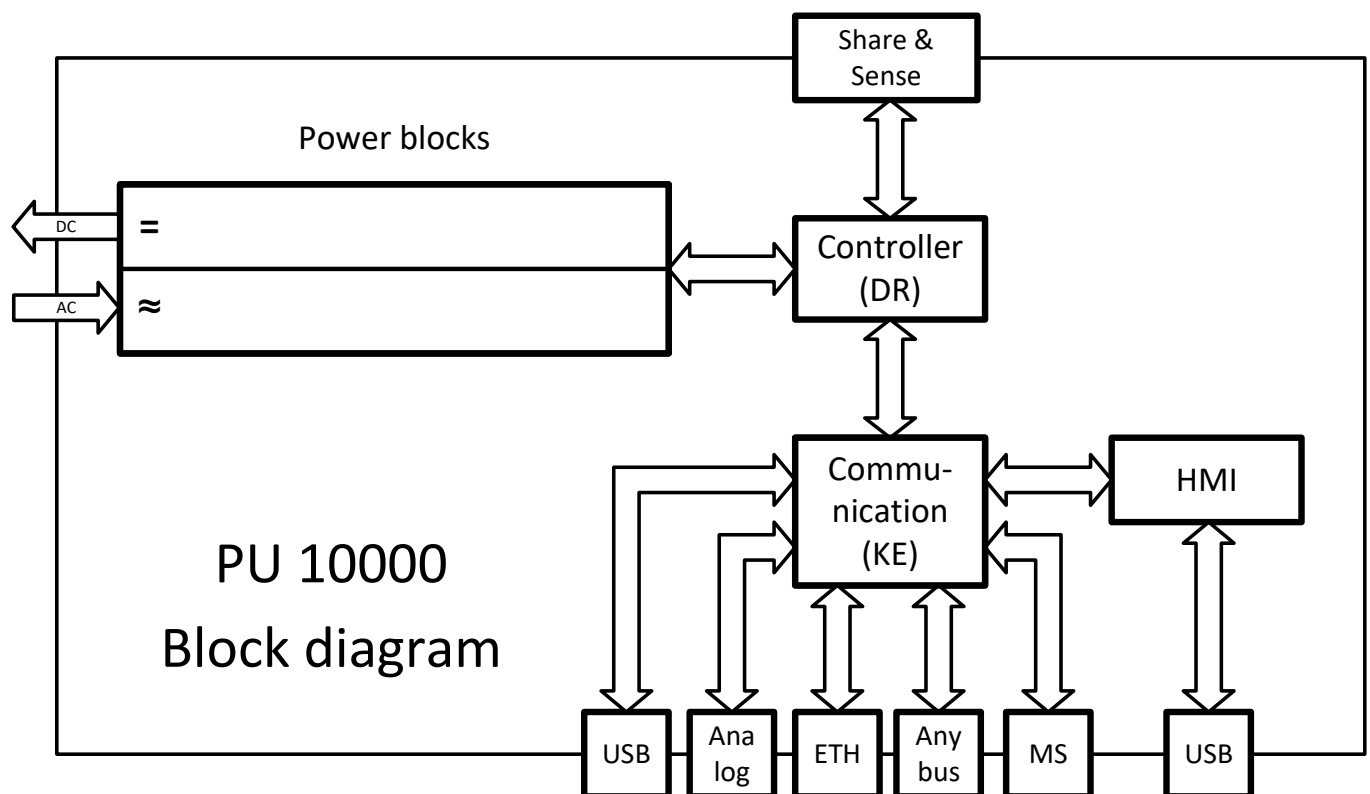 Share &
Sense
Power blocks
DC
=
AC
≈
Controller
(DR)
Commu-
nication
(KE)
HMI
PU 10000
Block diagram
USB
Ana
log
ETH
Any
bus
MS
USB